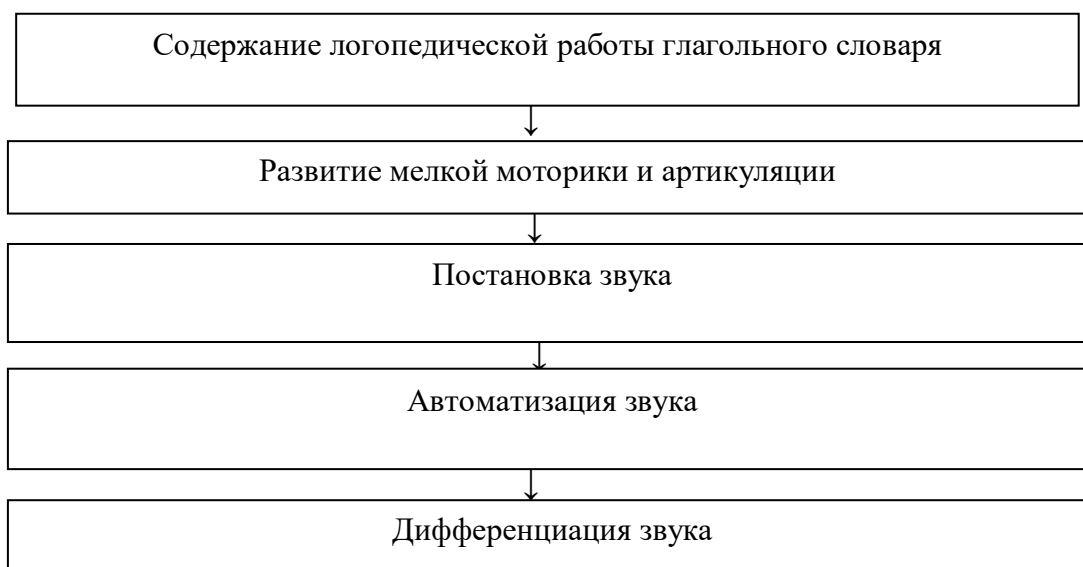 Содержание логопедической работы глагольного словаря
Развитие мелкой моторики и артикуляции
Постановка звука
Автоматизация звука
Дифференциация звука